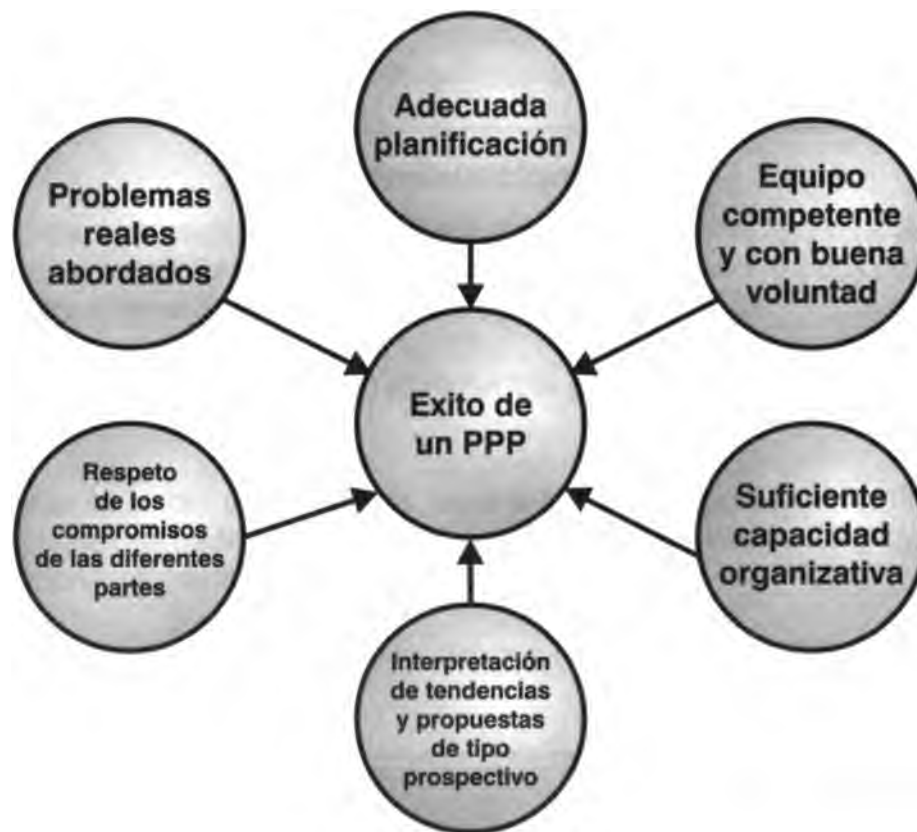 Adecuada
planificación
Problemas
reales
abordados
Equipo
competente
y con buena
voluntad
Exito de
un PPP
Respeto
de los
compromisos
de las diferentes
partes
Suficiente
capacidad
organizativa
Interpretación
de tendencias
y propuestas
de tipo
prospectivo